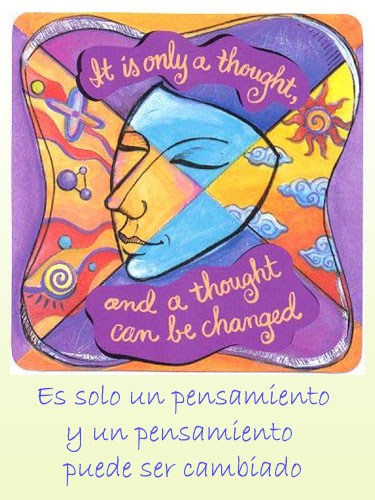 It is only a thought,
and a thought
can be changed
Es solo un pensamiento
y un pensamiento
puede ser cambiado